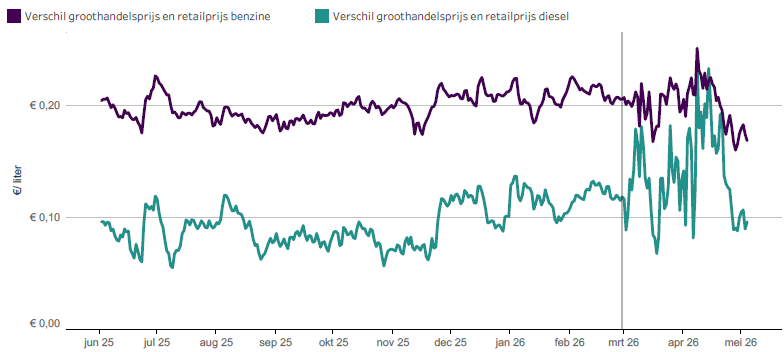 Verschil groothandelsprijs en retailprijs benzine
Verschil groothandelsprijs en retailprijs diesel
€/ liter
€ 0,20
€ 0,10
€ 0,00
jun 25
jul 25
aug 25
sep 25
okt 25
nov 25
dec 25
jan 26
feb 26
mrt 26
apr 26
mei 26